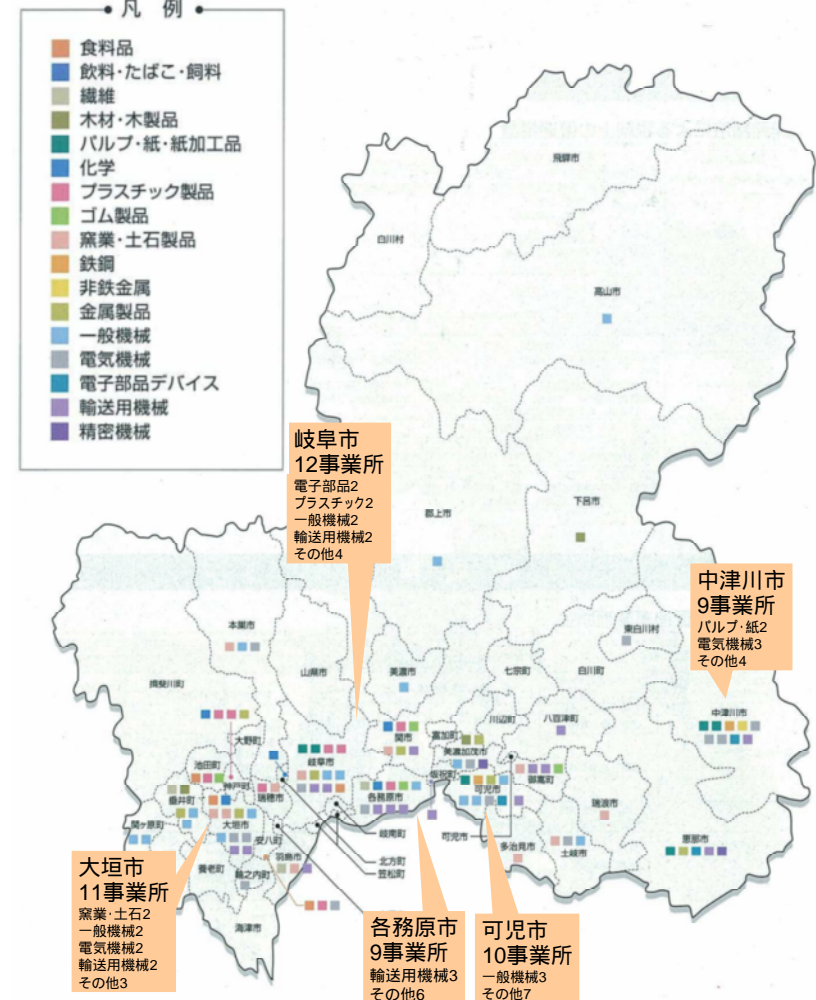 凡 例
食料品
飲料･たばこ･飼料
繊維
木材･木製品
パルプ･紙･紙加工品
化学
プラスチック製品
ゴム製品
窯業･土石製品
鉄鋼
非鉄金属
金属製品
一般機械
電気機械
電子部品デバイス
輸送用機械
精密機械
飛騨市
白川村
高山市
岐阜市
12事業所
電子部品2
プラスチック2
一般機械2
輸送用機械2
その他4
郡上市
下呂市
中津川市
9事業所
パルプ･紙2
電気機械3
その他4
本巣市
東白川村
揖斐川町
山県市
美濃市
七宗町
白川町
中津川市
川辺町
八百津町
関市
富加町
大野町
美濃加茂市
岐阜市
池田町
神戸町
坂祝町
御嵩町
瑞穂市
各務原市
可児市
瑞浪市
垂井町
関ヶ原町
大垣市
安八町
岐南町
可児市
恵那市
多治見市
土岐市
北方町
笠松町
羽島市
養老町
輪之内町
海津市
大垣市
11事業所
窯業･土石2
一般機械2
電気機械2
輸送用機械2
その他3
各務原市
9事業所
輸送用機械3
その他6
可児市
10事業所
一般機械3
その他7